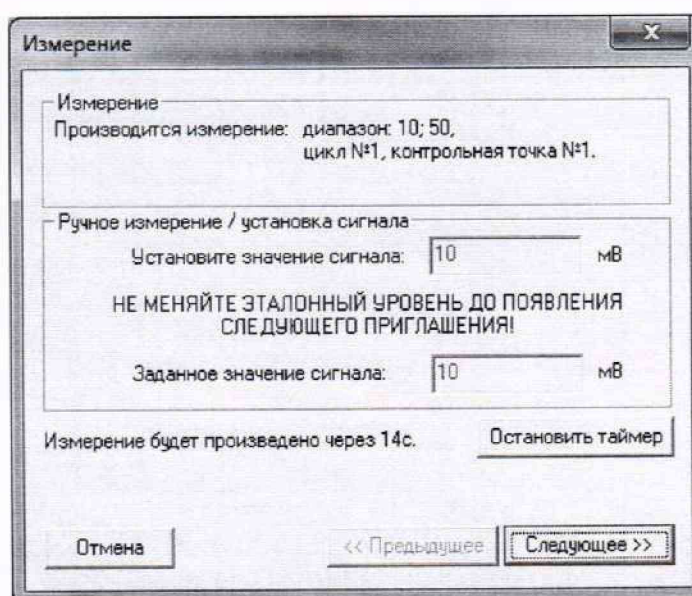 Измерение
Измерение
Производится измерение: диапазон: 10; 50,
цикл №1, контрольная точка №1.
Ручное измерение / установка сигнала
Установите значение сигнала: 10 мВ
НЕ МЕНЯЙТЕ ЭТАЛОННЫЙ УРОВЕНЬ ДО ПОЯВЛЕНИЯ
СЛЕДУЮЩЕГО ПРИГЛАШЕНИЯ!
Заданное значение сигнала: 10 мВ
Измерение будет произведено через 14с. Остановить таймер
Отмена << Предыдущее Следующее >>